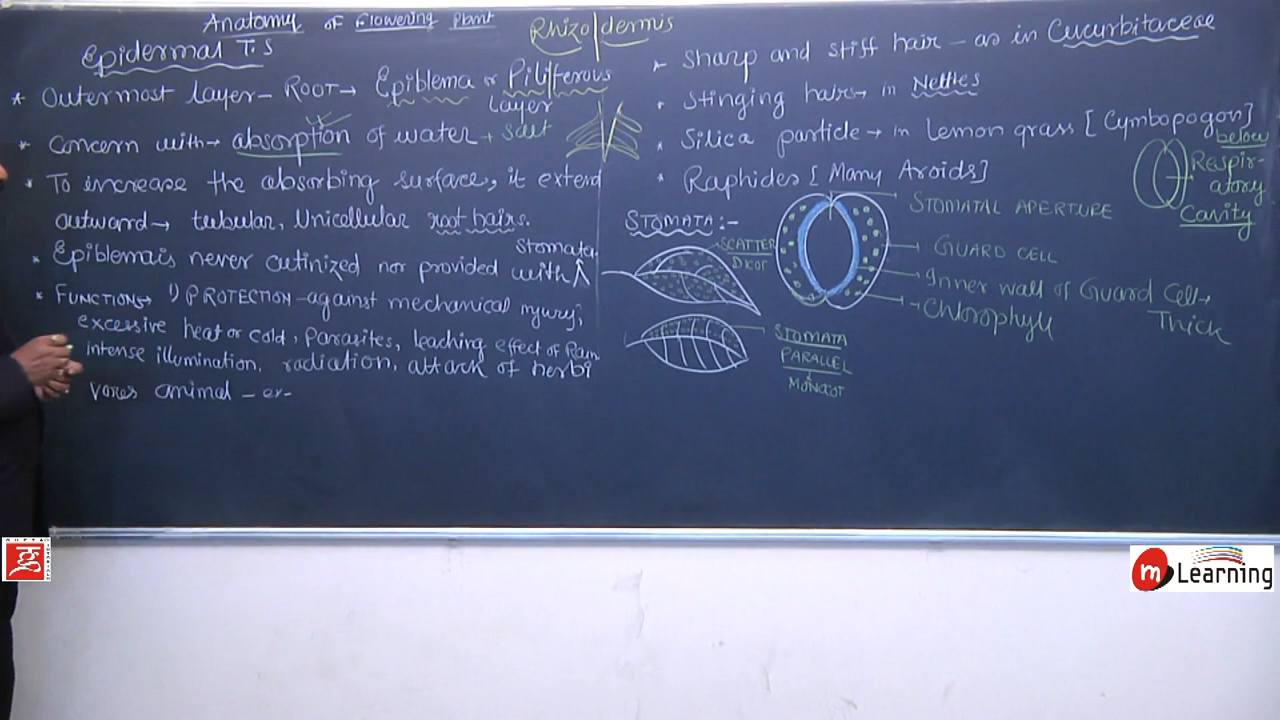 Anatomy of Flowering Plant
Rhizo|dermis
Epidermal T.S
* Outermost layer – ROOT → Epiblema or Piliferous
Layer
* Concern with → absorption of water + salt
* To increase the absorbing surface, it extend
outward → tubular, Unicellular root hairs.
Stomata
* Epiblema is never cutinized nor provided with
* FUNCTION → 1) PROTECTION – against mechanical injury,
excessive heat or cold, Parasites, leaching effect of Rain
intense illumination, radiation, attack of herbi
vores animal –
* Sharp and stiff hair – as in Cucurbitaceae
* Stinging hair → in Nettles
* Silica particle → in Lemon grass [Cymbopogon]
* Raphides [Many Aroids]
below
Respir-
atory
Cavity
STOMATA :-
SCATTER
DICOT
STOMATA
PARALLEL
MONOCOT
STOMATAL APERTURE
GUARD CELL
Inner wall of Guard Cell →
Thick
Chlorophyll
m Learning